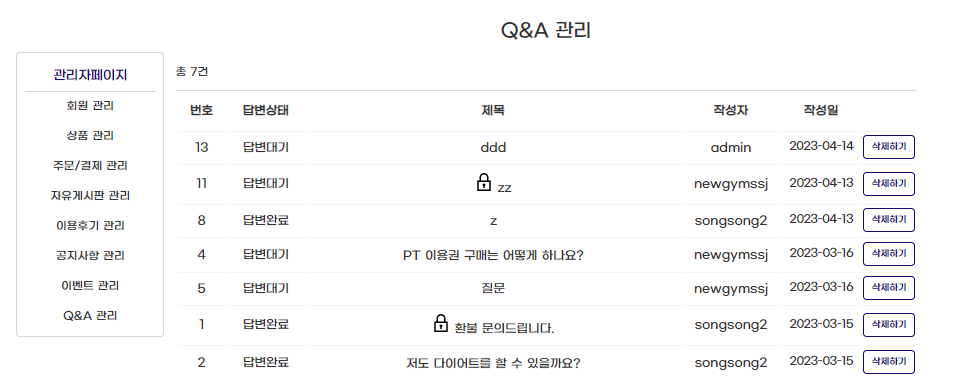 Q&A 관리
관리자페이지
회원 관리
상품 관리
주문/결제 관리
자유게시판 관리
이용후기 관리
공지사항 관리
이벤트 관리
Q&A 관리
총 7건
번호 답변상태 제목 작성자 작성일
13 답변대기 ddd admin 2023-04-14 삭제하기
11 답변대기 zz newgymssj 2023-04-13 삭제하기
8 답변완료 z songsong2 2023-04-13 삭제하기
4 답변대기 PT 이용권 구매는 어떻게 하나요? newgymssj 2023-03-16 삭제하기
5 답변대기 질문 newgymssj 2023-03-16 삭제하기
1 답변완료 환불 문의드립니다. songsong2 2023-03-15 삭제하기
2 답변완료 저도 다이어트를 할 수 있을까요? songsong2 2023-03-15 삭제하기